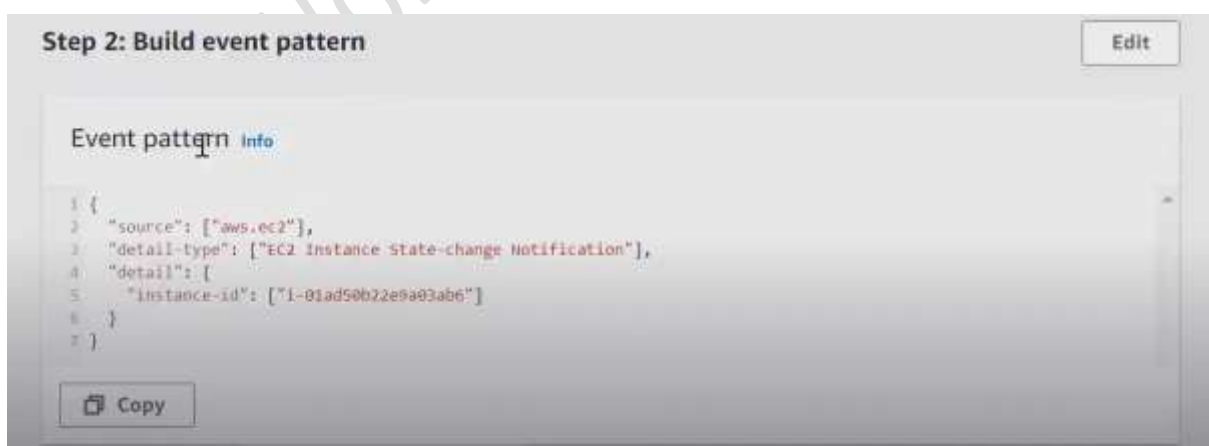 Step 2: Build event pattern
Edit
Event pattern Info
1 {
2 "source": ["aws.ec2"],
3 "detail-type": ["EC2 Instance State-change Notification"],
4 "detail": {
5 "instance-id": ["i-01ad50b22e9a03ab6"]
6 }
7 }
Copy